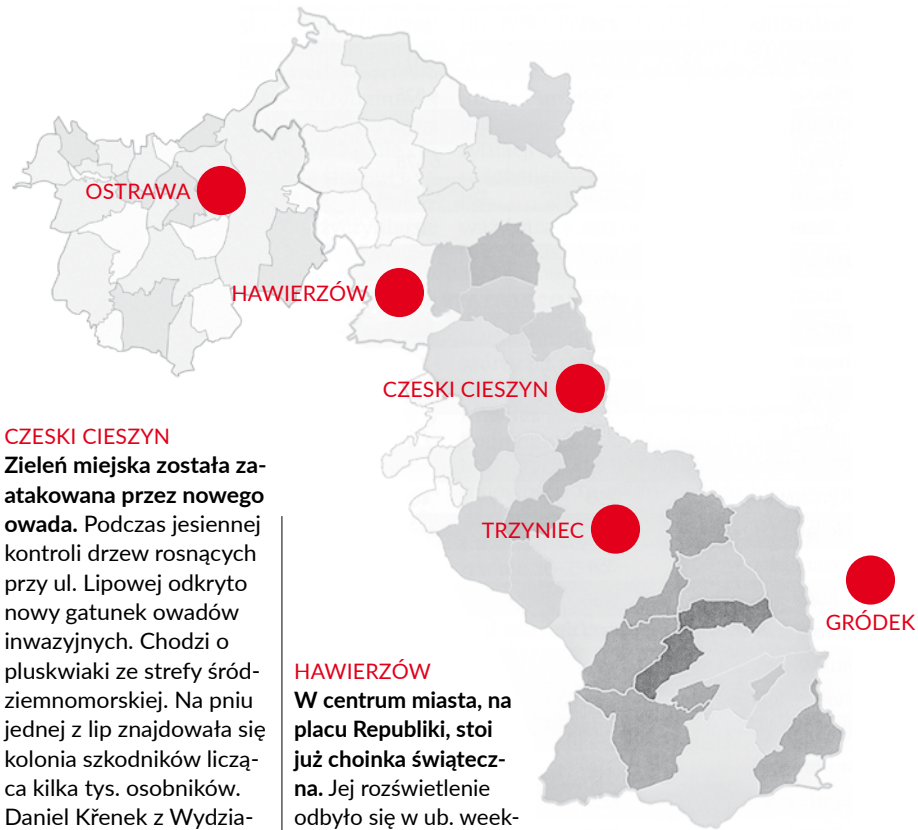 OSTRAWA
HAWIERZÓW
CZESKI CIESZYN
TRZYNIEC
GRÓDEK
CZESKI CIESZYN
Zieleń miejska została za-
atakowana przez nowego
owada. Podczas jesiennej
kontroli drzew rosnących
przy ul. Lipowej odkryto
nowy gatunek owadów
inwazyjnych. Chodzi o
pluskwiaki ze strefy śród-
ziemnomorskiej. Na pniu
jednej z lip znajdowała się
kolonia szkodników liczą-
ca kilka tys. osobników.
Daniel Křenek z Wydzia-
HAWIERZÓW
W centrum miasta, na
placu Republiki, stoi
już choinka świątecz-
na. Jej rozświetlenie
odbyło się w ub. week-